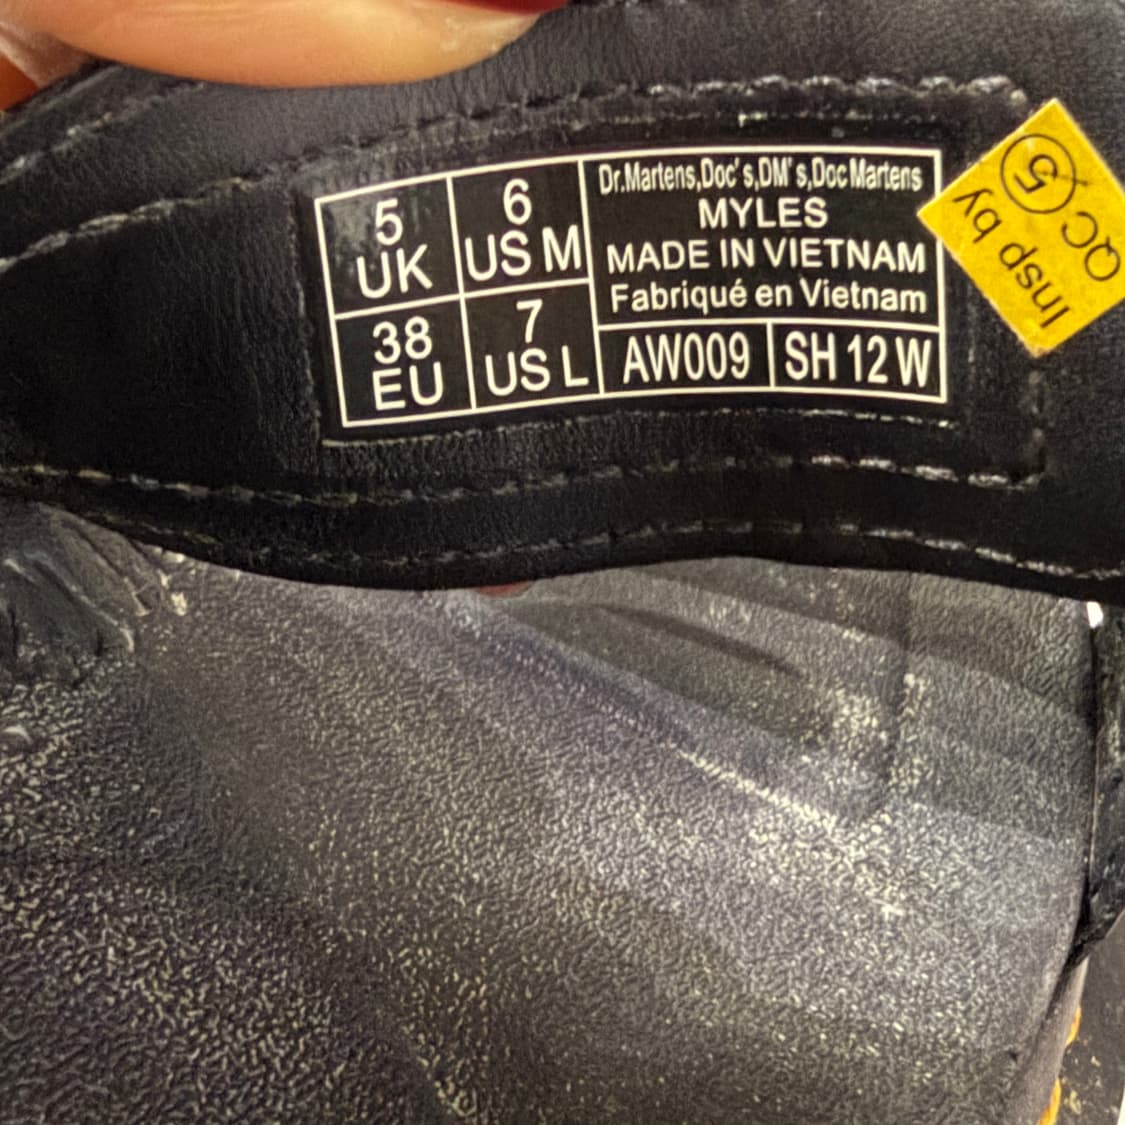 5
UK
6
US M
38
EU
7
US L
Dr.Martens,Doc's,DM's,Doc Martens
MYLES
MADE IN VIETNAM
Fabriqué en Vietnam
AW009
SH 12 W
Insp by
QC 5